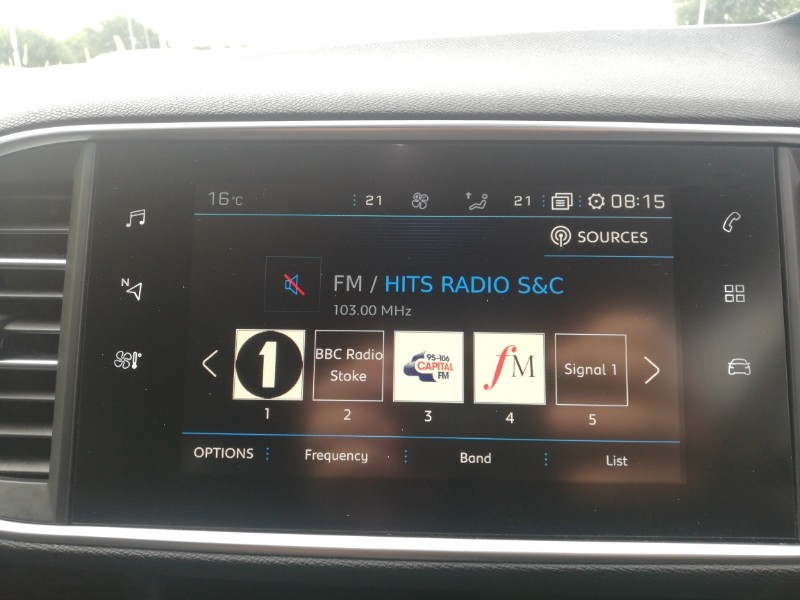 16°C 21 21 08:15
SOURCES
N
FM / HITS RADIO S&C
103.00 MHz
1
BBC Radio
Stoke
95-106
CAPITAL
FM
fM
Signal 1
1 2 3 4 5
OPTIONS Frequency Band List